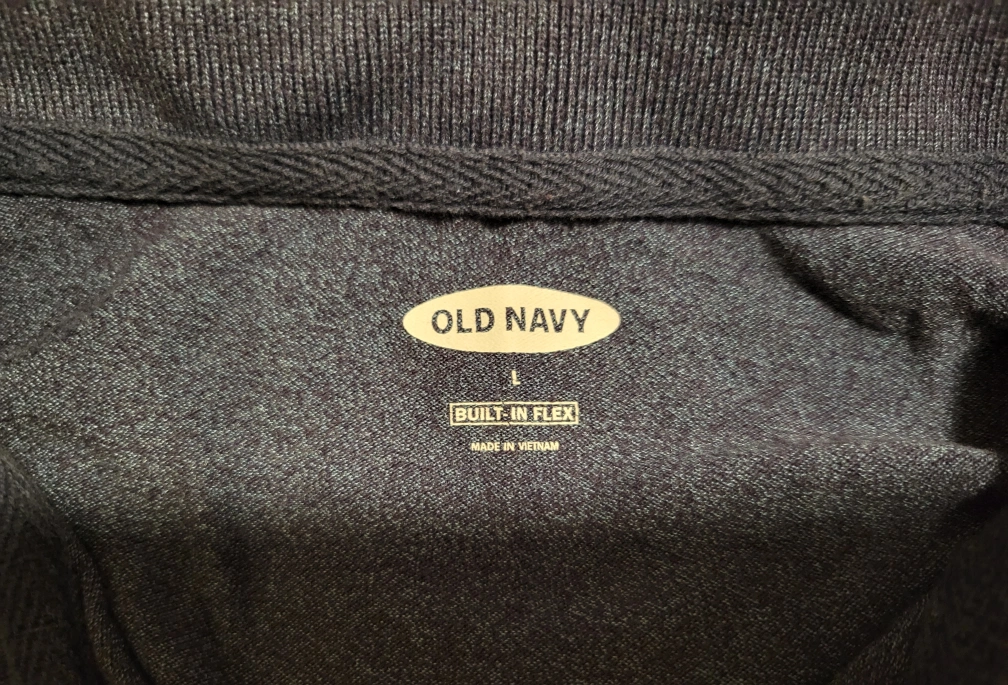 OLD NAVY
L
BUILT-IN FLEX
MADE IN VIETNAM